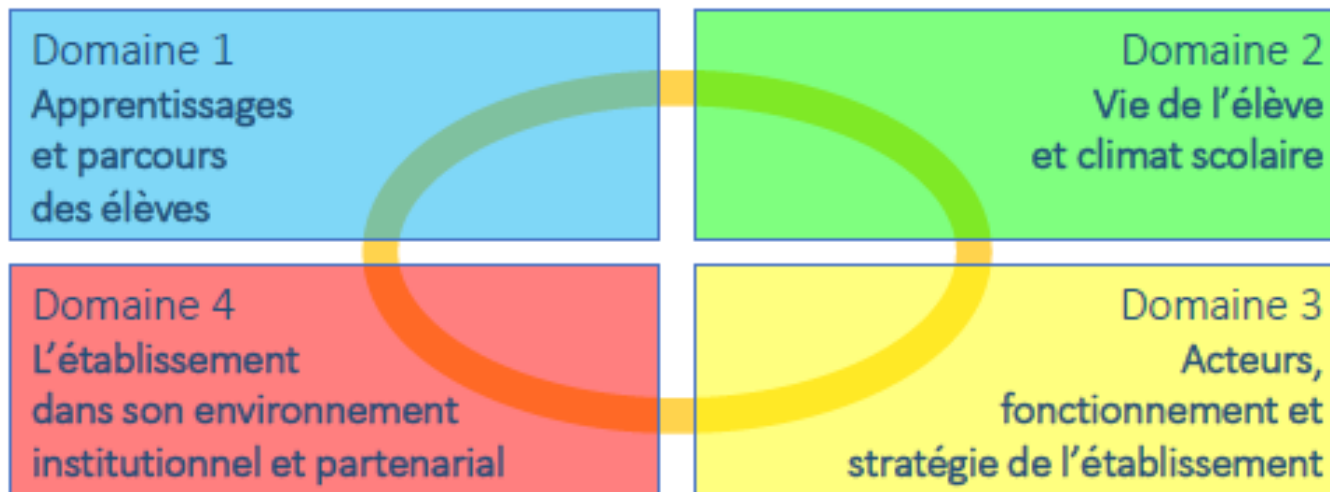 Domaine 1
Apprentissages
et parcours
des élèves
Domaine 2
Vie de l'élève
et climat scolaire
Domaine 4
L'établissement
dans son environnement
institutionnel et partenarial
Domaine 3
Acteurs,
fonctionnement et
stratégie de l'établissement